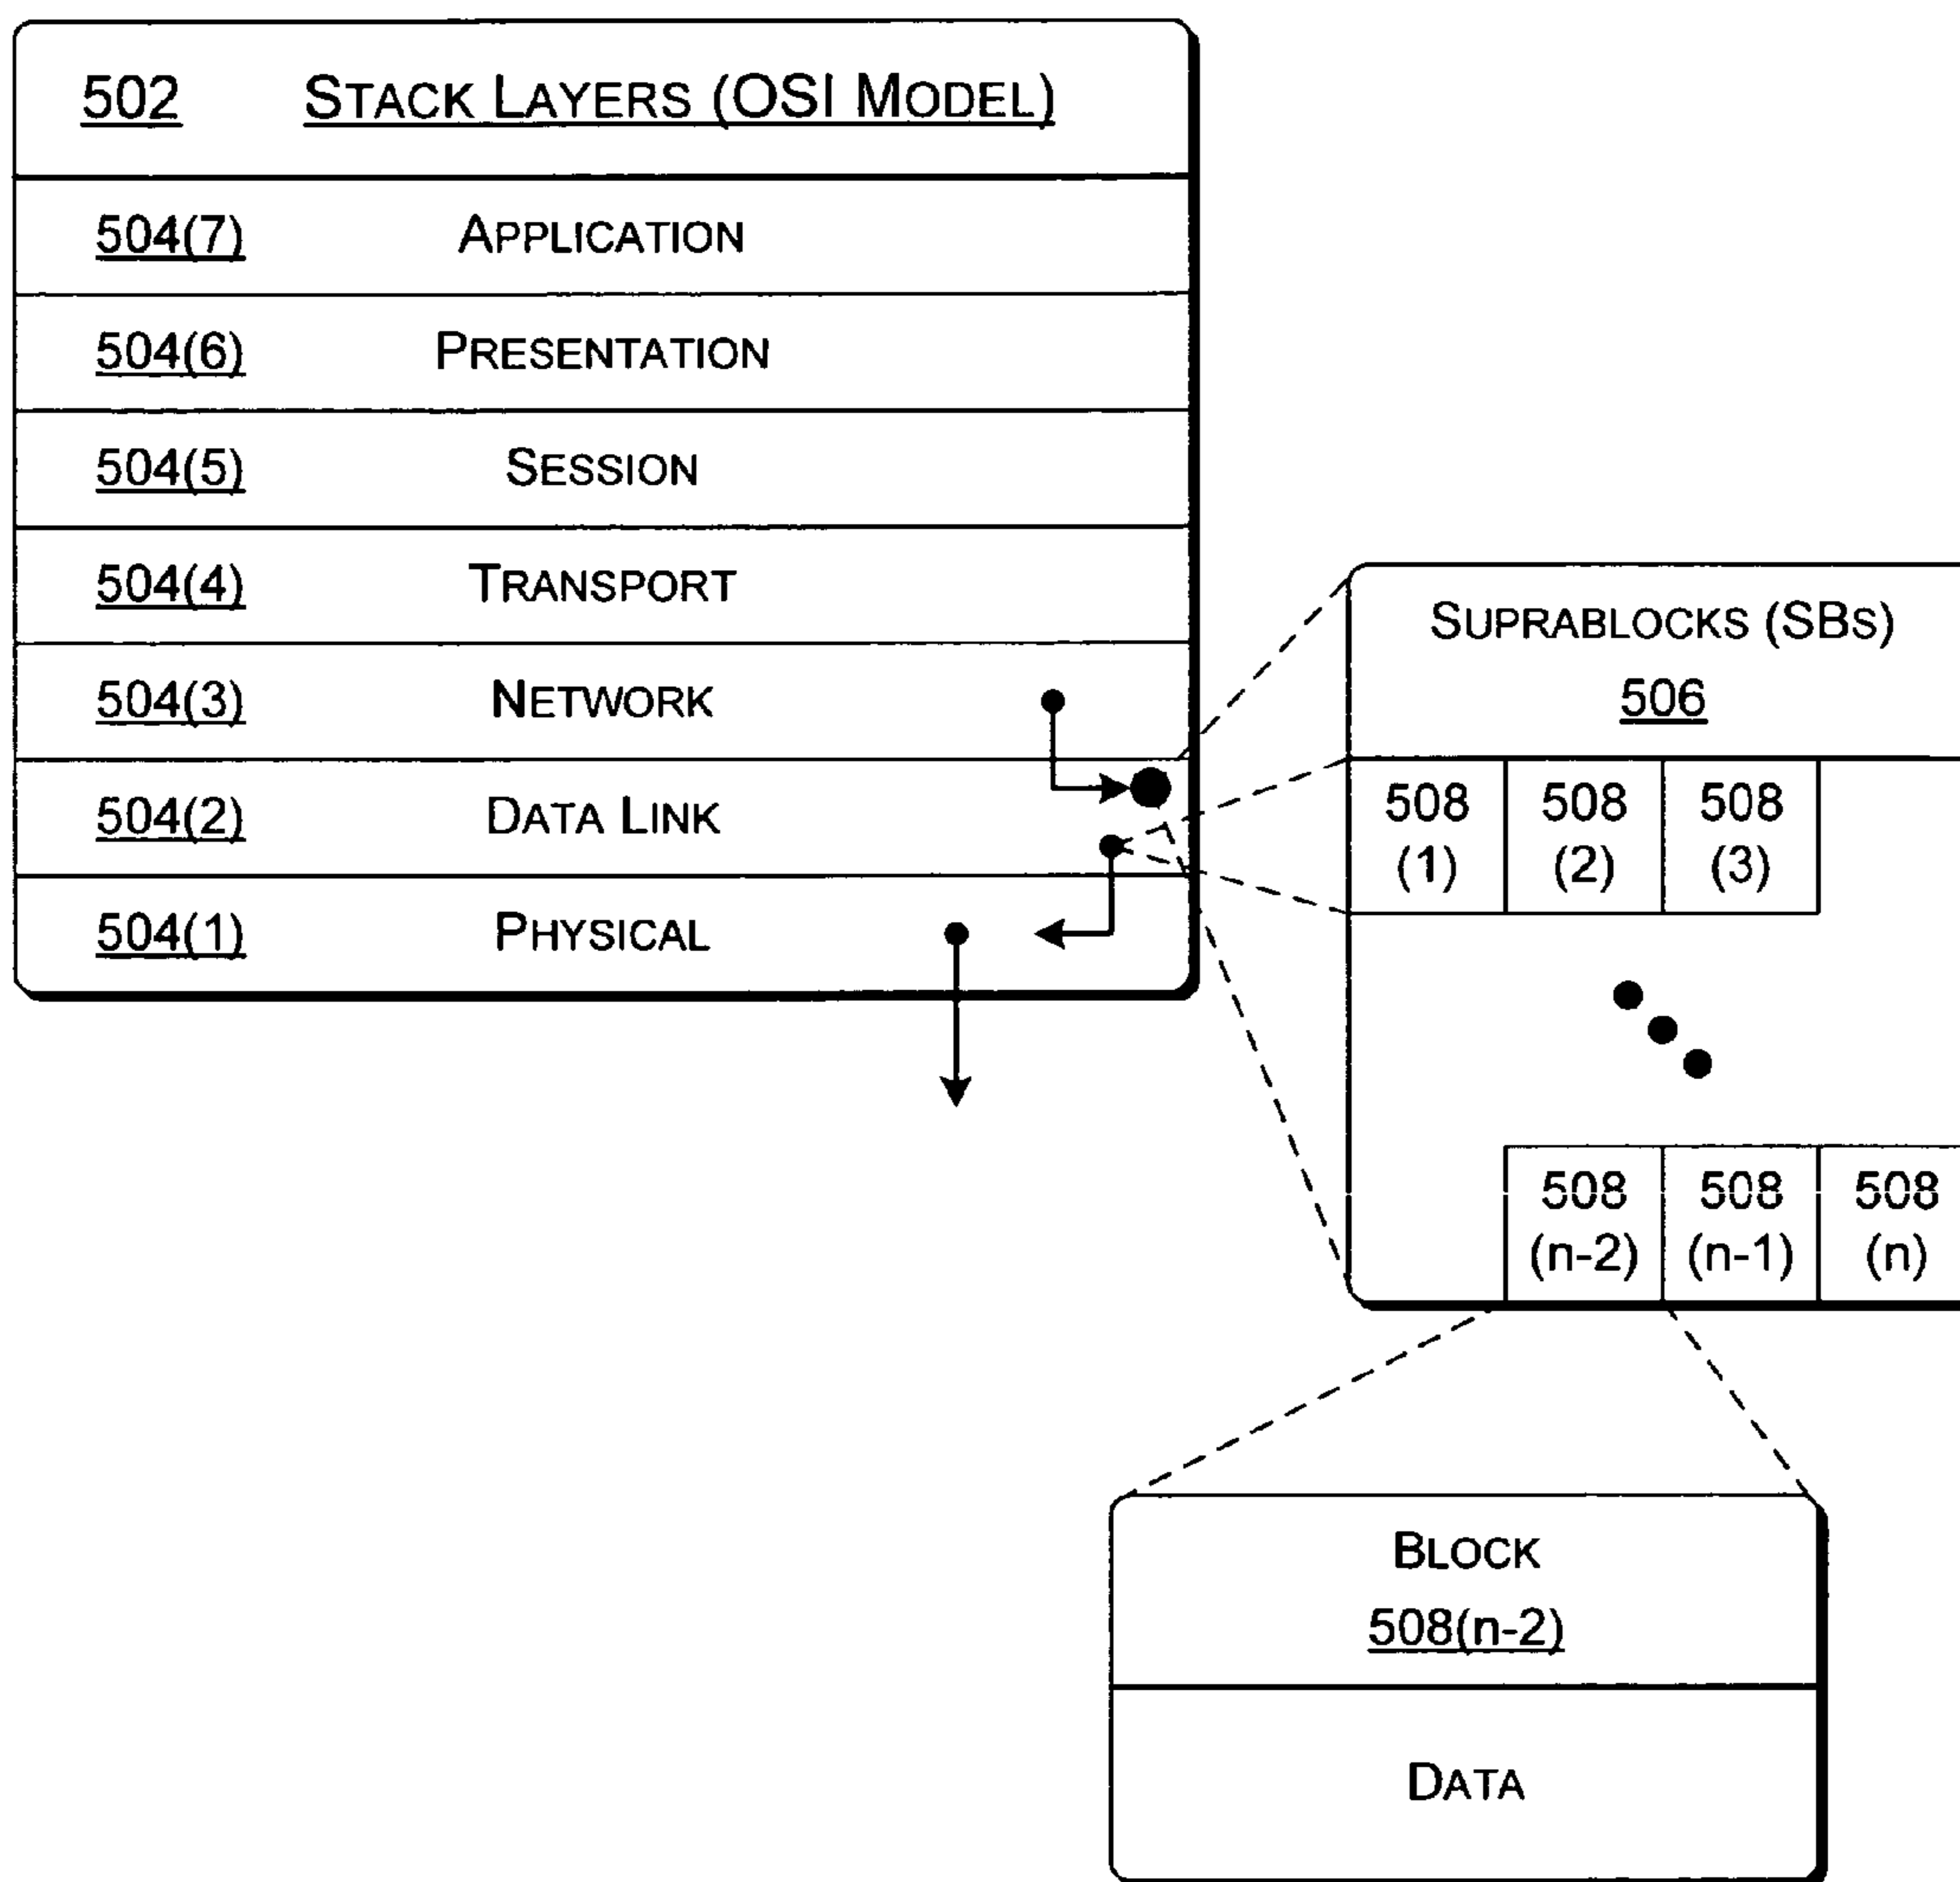 502 STACK LAYERS (OSI MODEL)
504(7) APPLICATION
504(6) PRESENTATION
504(5) SESSION
504(4) TRANSPORT
504(3) NETWORK
504(2) DATA LINK
504(1) PHYSICAL
SUPRABLOCKS (SBS)
506
508 508 508
(1) (2) (3)
508 508 508
(n-2) (n-1) (n)
BLOCK
508(n-2)
DATA